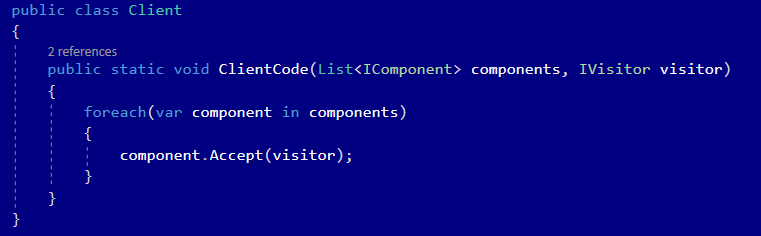 public class Client
{
2 references
public static void ClientCode(List<IComponent> components, IVisitor visitor)
{
foreach(var component in components)
{
component.Accept(visitor);
}
}
}